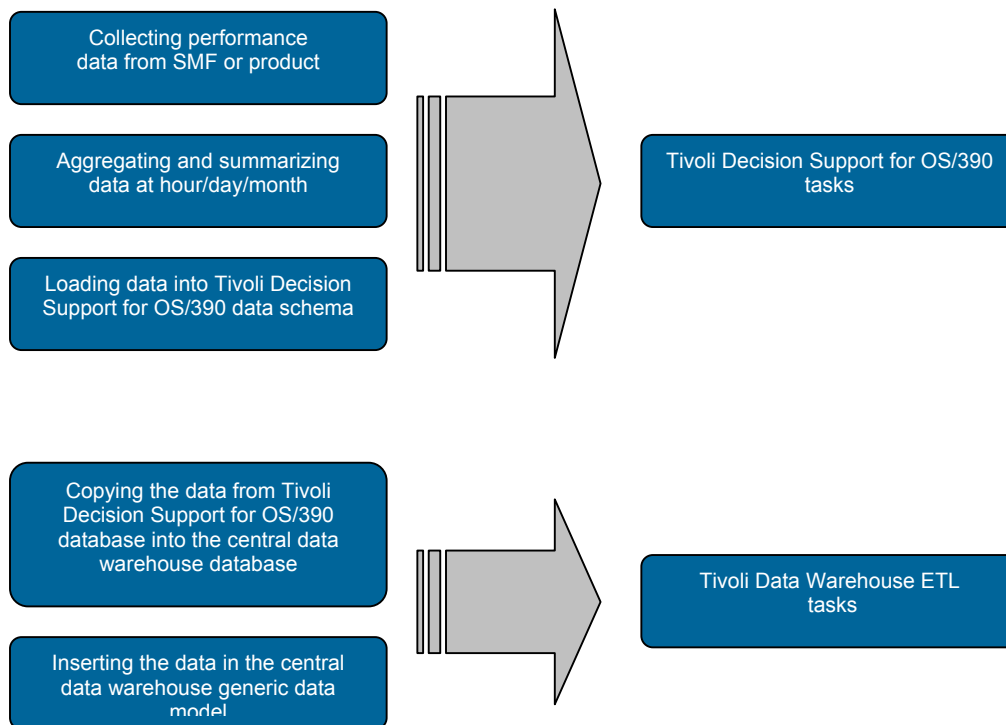 Collecting performance
data from SMF or product
Aggregating and summarizing
data at hour/day/month
Loading data into Tivoli Decision
Support for OS/390 data schema
Tivoli Decision Support for OS/390
tasks
Copying the data from Tivoli
Decision Support for OS/390
database into the central data
warehouse database
Inserting the data in the central
data warehouse generic data
model
Tivoli Data Warehouse ETL
tasks